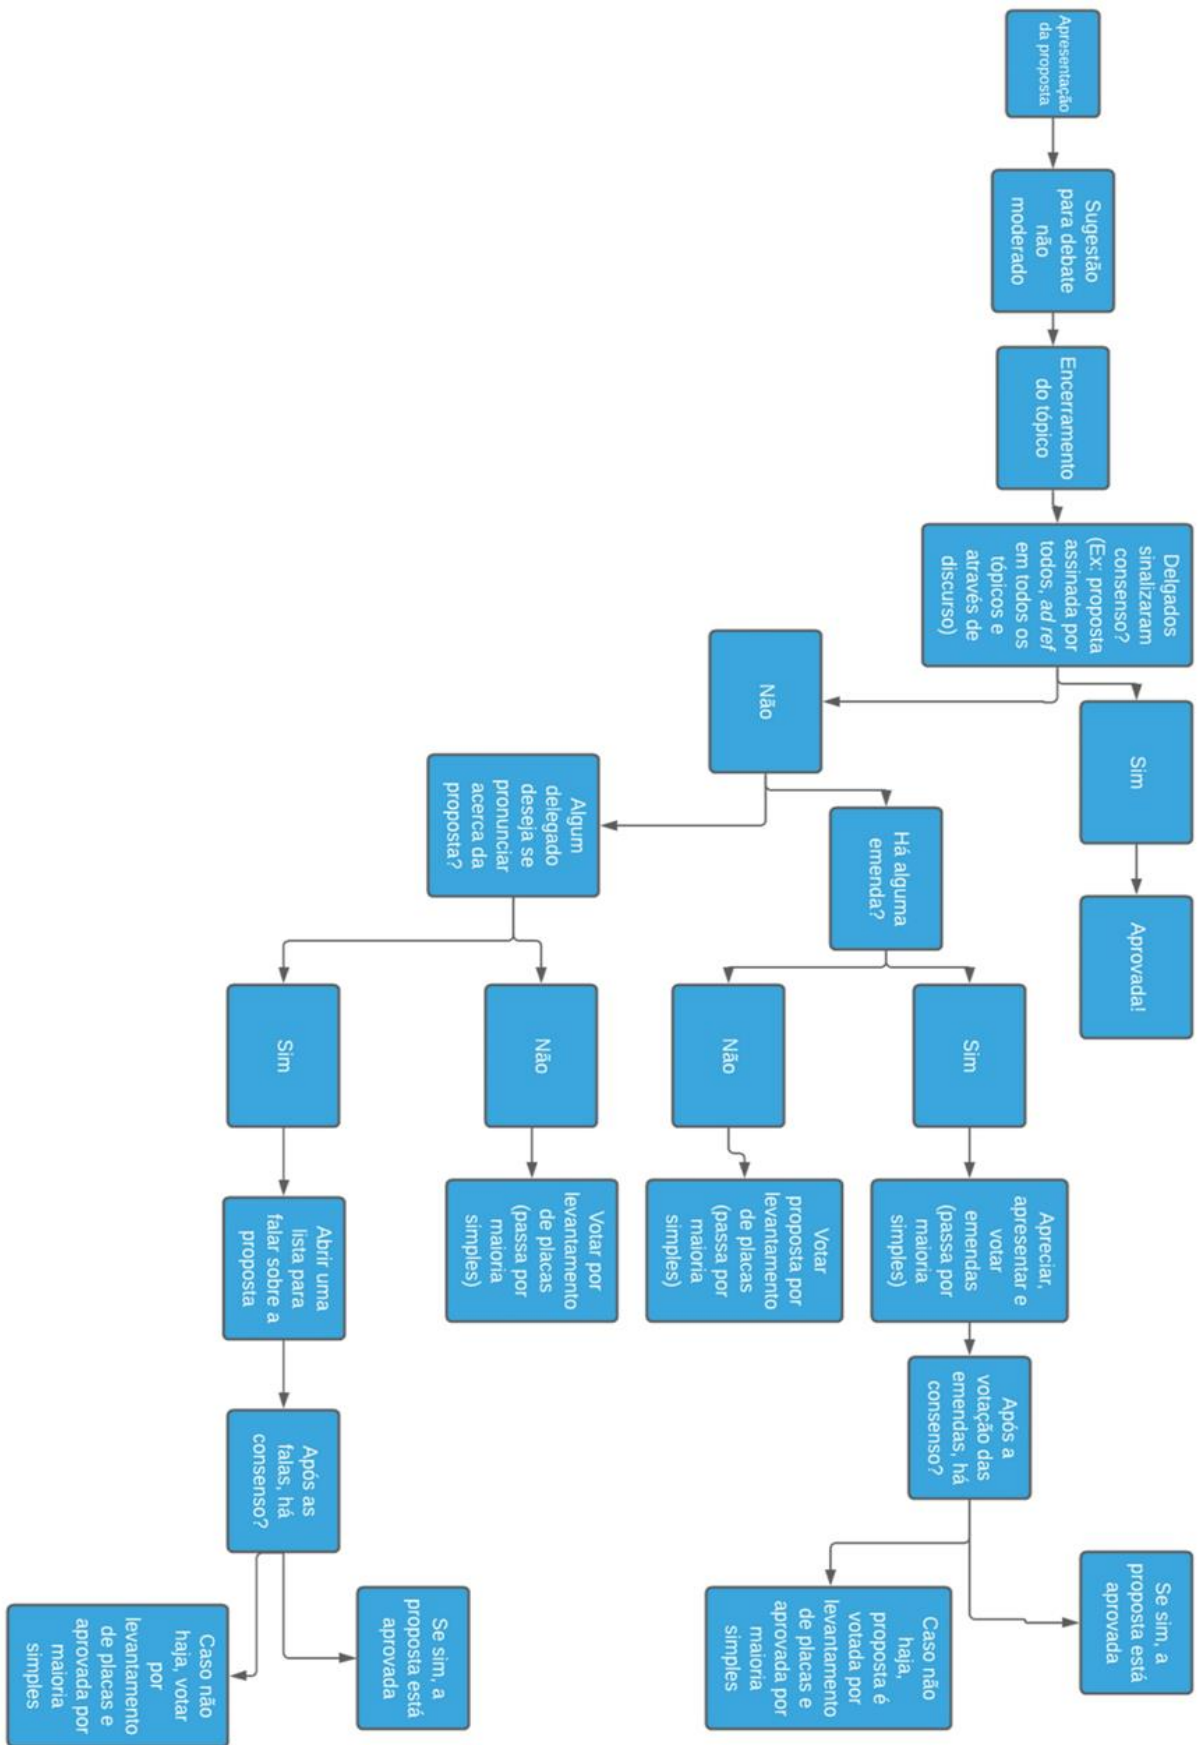 Apresentação
da proposta
Sugestão
para debate
não
moderado
Encerramento
do tópico
Delgados
sinalizaram
consenso?
(Ex: proposta
assinada por
todos, ad ref
em todos os
tópicos e
através de
discurso)
Sim
Aprovada!
Não
Há alguma
emenda?
Sim
Apreciar,
apresentar e
votar
emendas
(passa por
maioria
simples)
Após a
votação das
emendas, há
consenso?
Se sim, a
proposta está
aprovada
Caso não
haja,
proposta é
votada por
levantamento
de placas e
aprovada por
maioria
simples
Não
Votar
proposta por
levantamento
de placas
(passa por
maioria
simples)
Algum
delegado
deseja se
pronunciar
acerca da
proposta?
Não
Votar por
levantamento
de placas
(passa por
maioria
simples)
Sim
Abrir uma
lista para
falar sobre a
proposta
Após as
falas, há
consenso?
Se sim, a
proposta está
aprovada
Caso não
haja, votar
por
levantamento
de placas e
aprovada por
maioria
simples